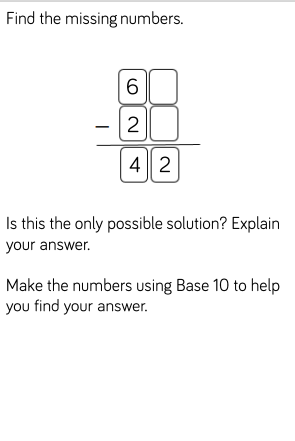 Find the missing numbers.
6
– 2
4 2
Is this the only possible solution? Explain
your answer.
Make the numbers using Base 10 to help
you find your answer.